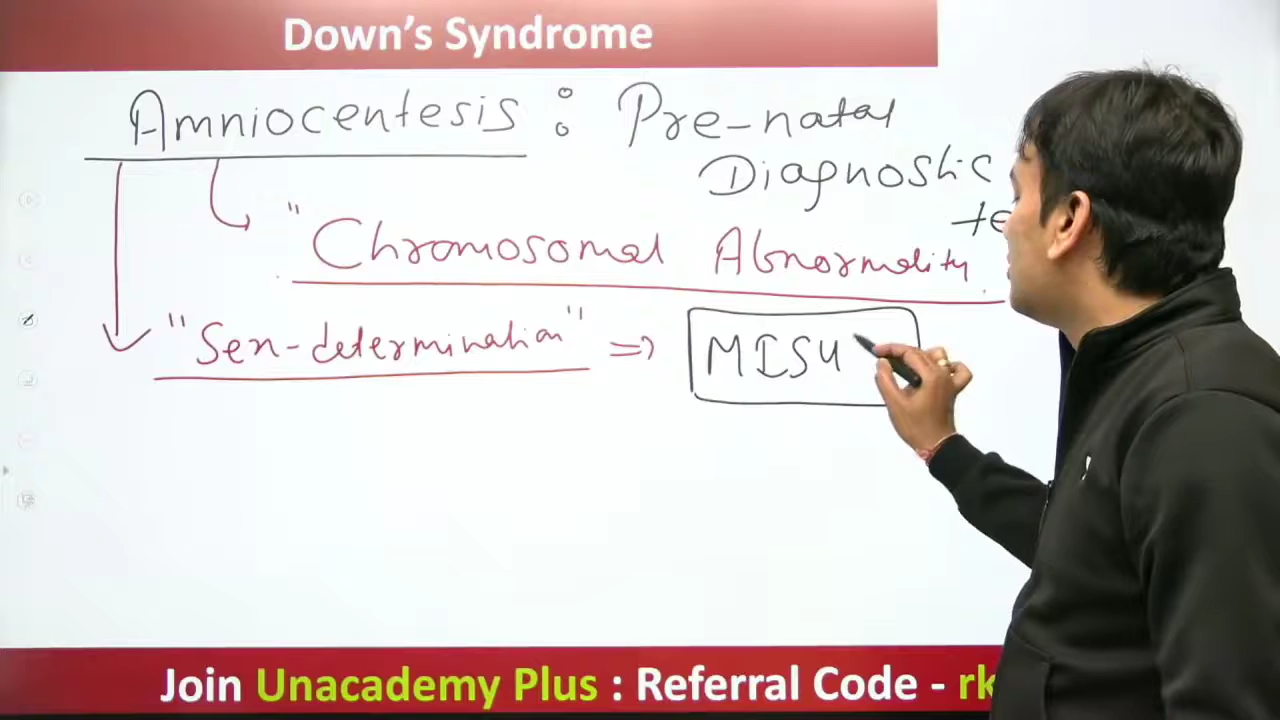 Down's Syndrome
Amniocentesis : Pre-natal
Diagnostic
te
"Chromosomal Abnormality
"Sex-determination" ⇒ MISU
Join Unacademy Plus : Referral Code - rk